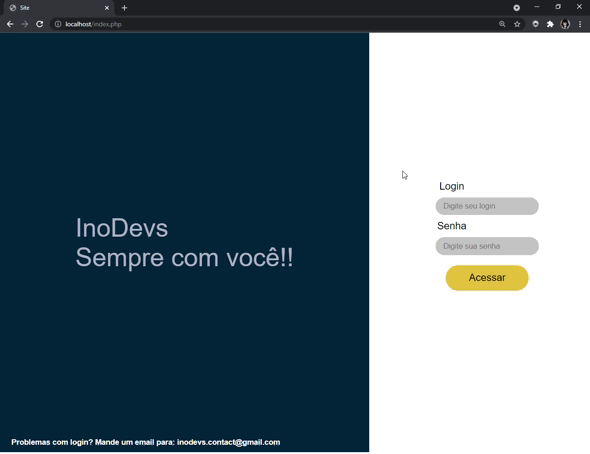 Site
localhost/index.php
InoDevs
Sempre com você!!
Login
Digite seu login
Senha
Digite sua senha
Acessar
Problemas com login? Mande um email para: inodevs.contact@gmail.com